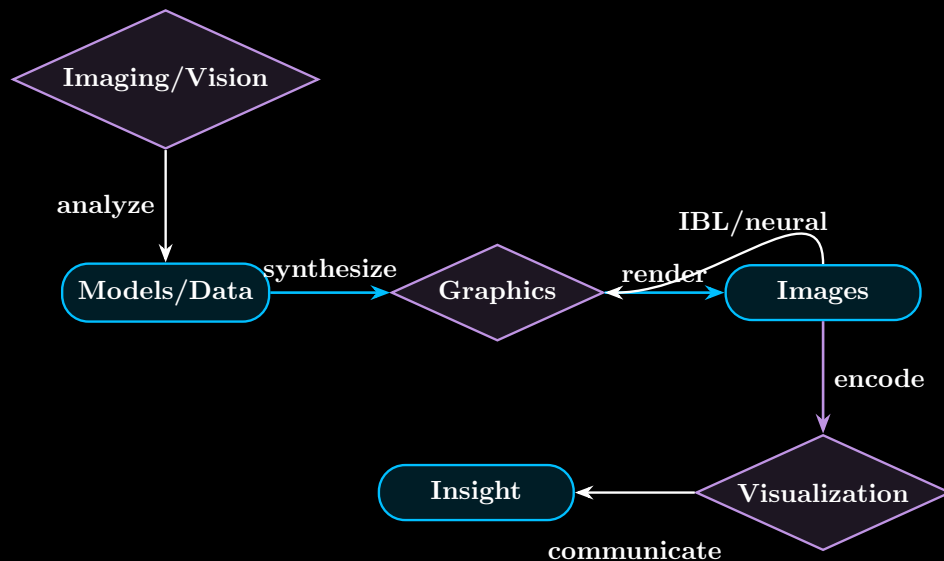 Imaging/Vision
analyze
IBL/neural
Models/Data
synthesize
Graphics
render
Images
encode
Insight
Visualization
communicate